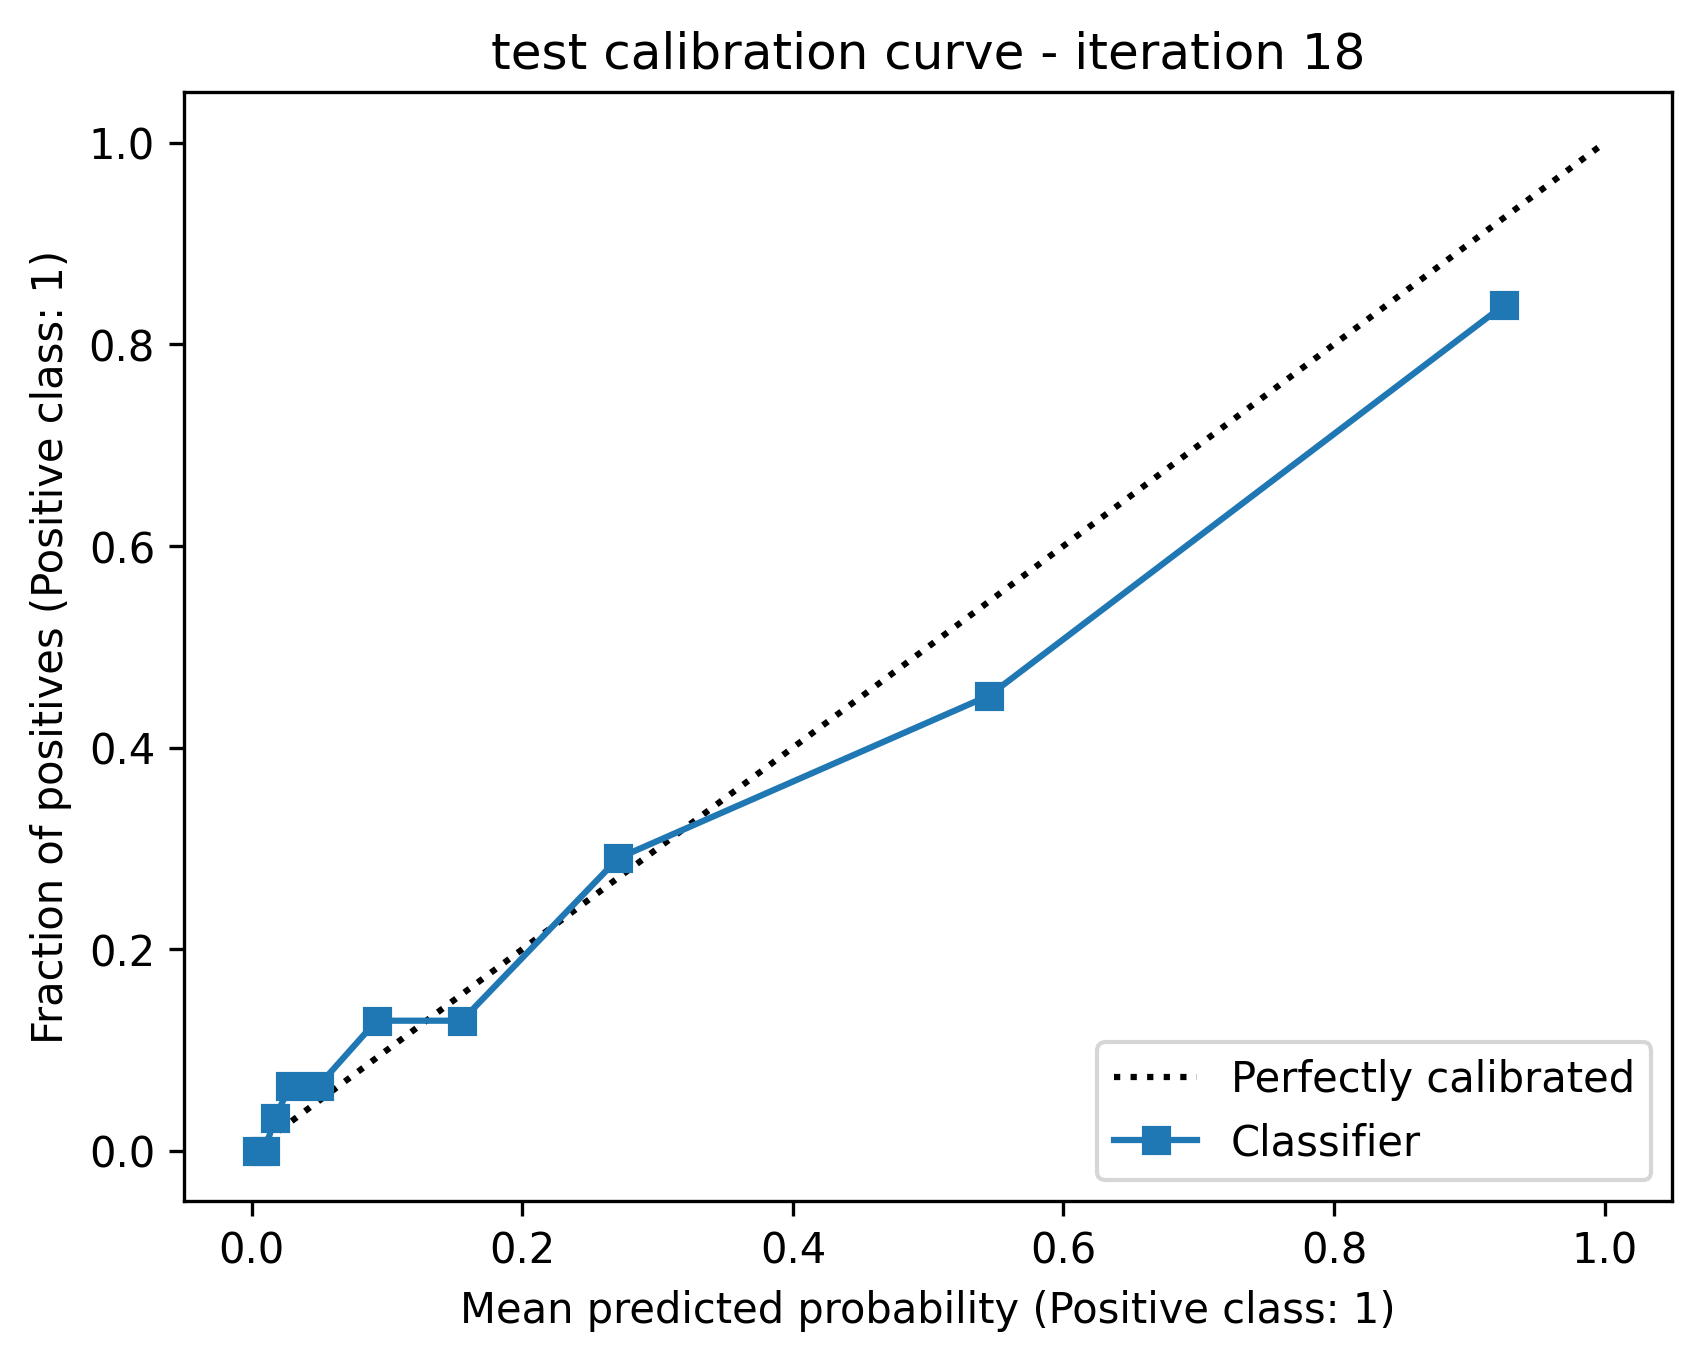 test calibration curve - iteration 18
Fraction of positives (Positive class: 1)
1.0
0.8
0.6
0.4
0.2
0.0
Perfectly calibrated
Classifier
0.0 0.2 0.4 0.6 0.8 1.0
Mean predicted probability (Positive class: 1)